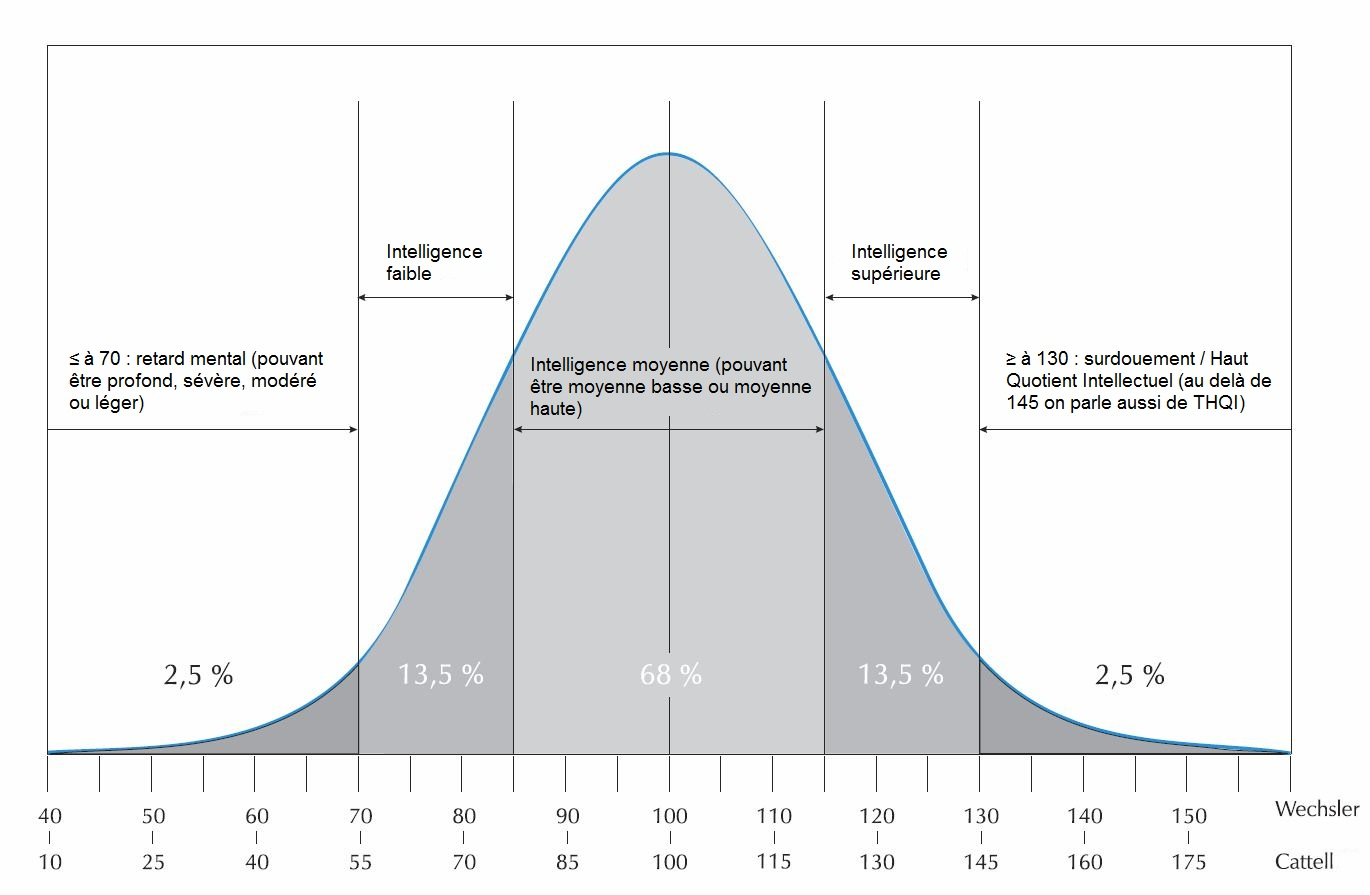 Intelligence
faible
Intelligence
supérieure
≤ à 70 : retard mental (pouvant
être profond, sévère, modéré
ou léger)
Intelligence moyenne (pouvant
être moyenne basse ou moyenne
haute)
≥ à 130 : surdouement / Haut
Quotient Intellectuel (au delà de
145 on parle aussi de THQI)
2,5 % 13,5 % 68 % 13,5 % 2,5 %
40 50 60 70 80 90 100 110 120 130 140 150 Wechsler
10 25 40 55 70 85 100 115 130 145 160 175 Cattell